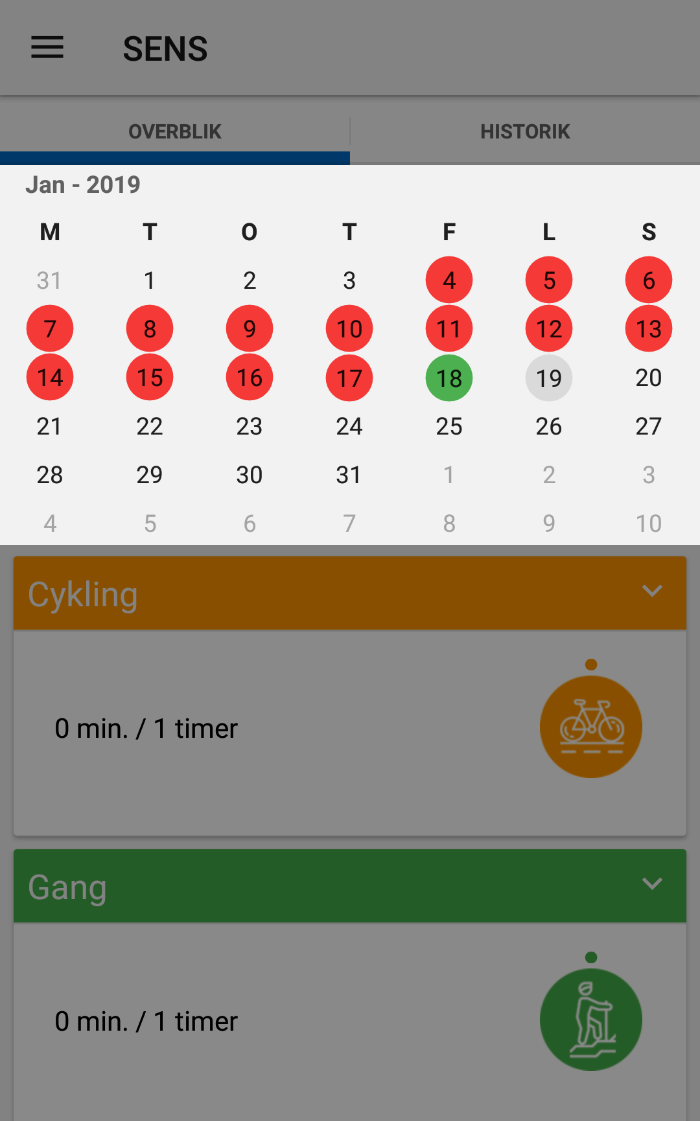 SENS
OVERBLIK HISTORIK
Jan - 2019
M T O T F L S
31 1 2 3 4 5 6
7 8 9 10 11 12 13
14 15 16 17 18 19 20
21 22 23 24 25 26 27
28 29 30 31 1 2 3
4 5 6 7 8 9 10
Cykling
0 min. / 1 timer
Gang
0 min. / 1 timer